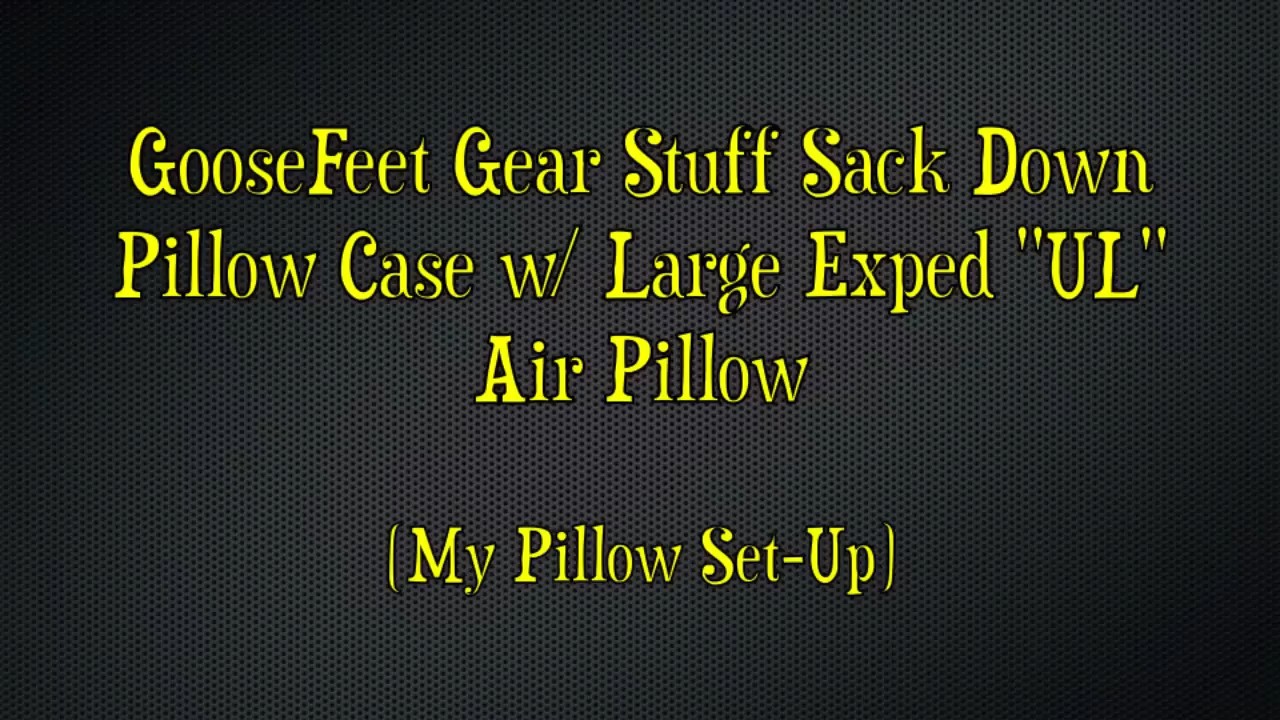 GooseFeet Gear Stuff Sack Down
Pillow Case w/ Large Exped "UL"
Air Pillow
(My Pillow Set-Up)